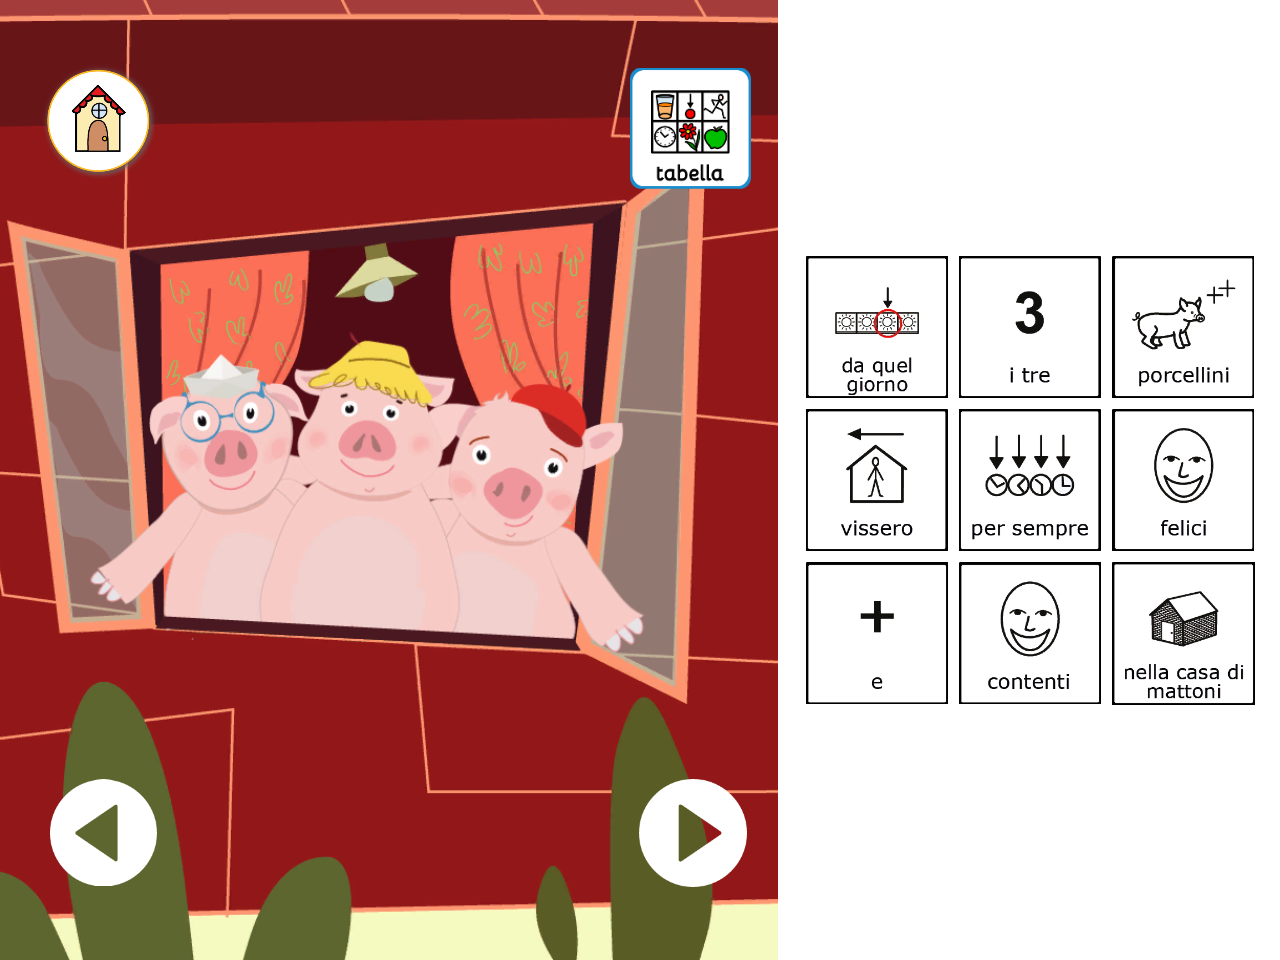 tabella
da quel
giorno
3
i tre
porcellini
vissero
per sempre
felici
+
e
contenti
nella casa di
mattoni